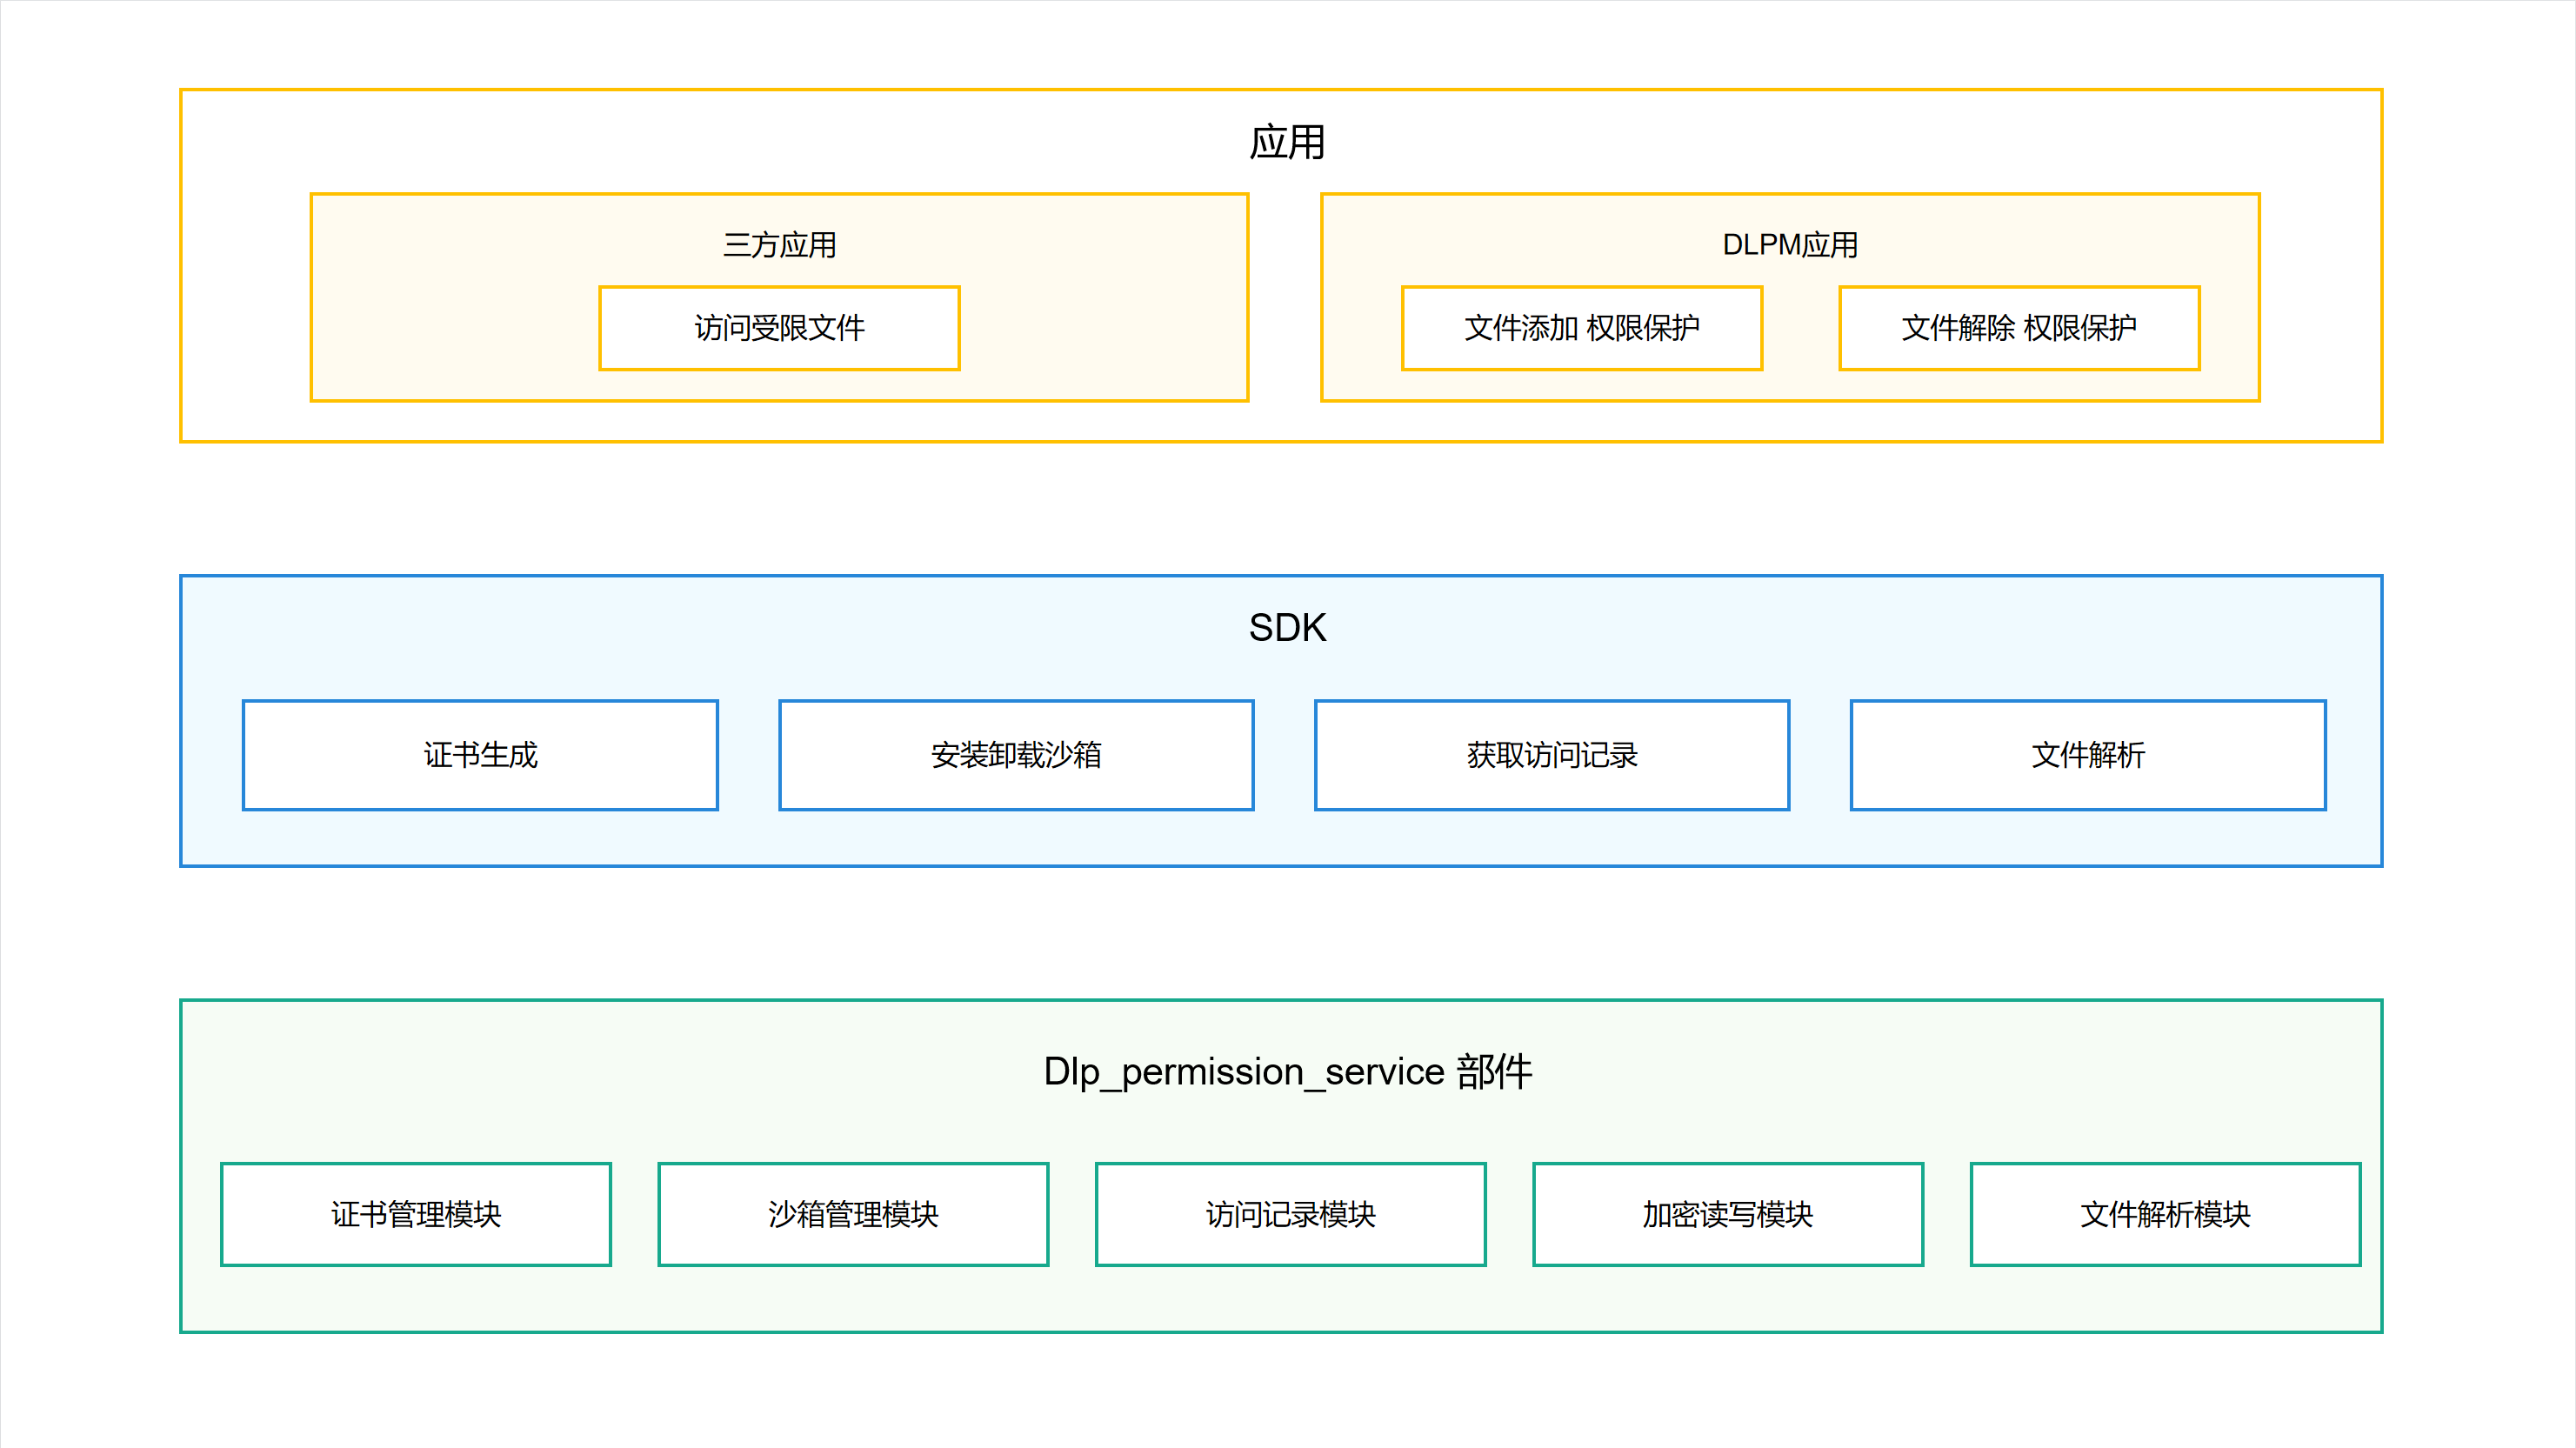 应用
三方应用
访问受限文件
DLPM应用
文件添加 权限保护
文件解除 权限保护
SDK
证书生成
安装卸载沙箱
获取访问记录
文件解析
Dlp_permission_service 部件
证书管理模块
沙箱管理模块
访问记录模块
加密读写模块
文件解析模块